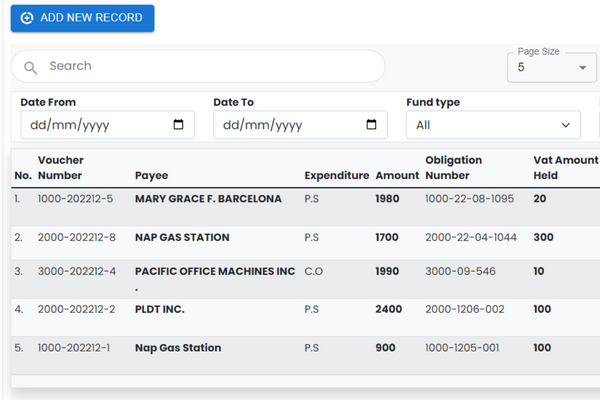 ADD NEW RECORD
Search
Page Size
5
Date From Date To Fund type
dd/mm/yyyy dd/mm/yyyy All
Voucher Obligation Vat Amount
No. Number Payee Expenditure Amount Number Held
1. 1000-202212-5 MARY GRACE F. BARCELONA P.S 1980 1000-22-08-1095 20
2. 2000-202212-8 NAP GAS STATION P.S 1700 2000-22-04-1044 300
3. 3000-202212-4 PACIFIC OFFICE MACHINES INC C.O 1990 3000-09-546 10
.
4. 2000-202212-2 PLDT INC. P.S 2400 2000-1206-002 100
5. 1000-202212-1 Nap Gas Station P.S 900 1000-1205-001 100